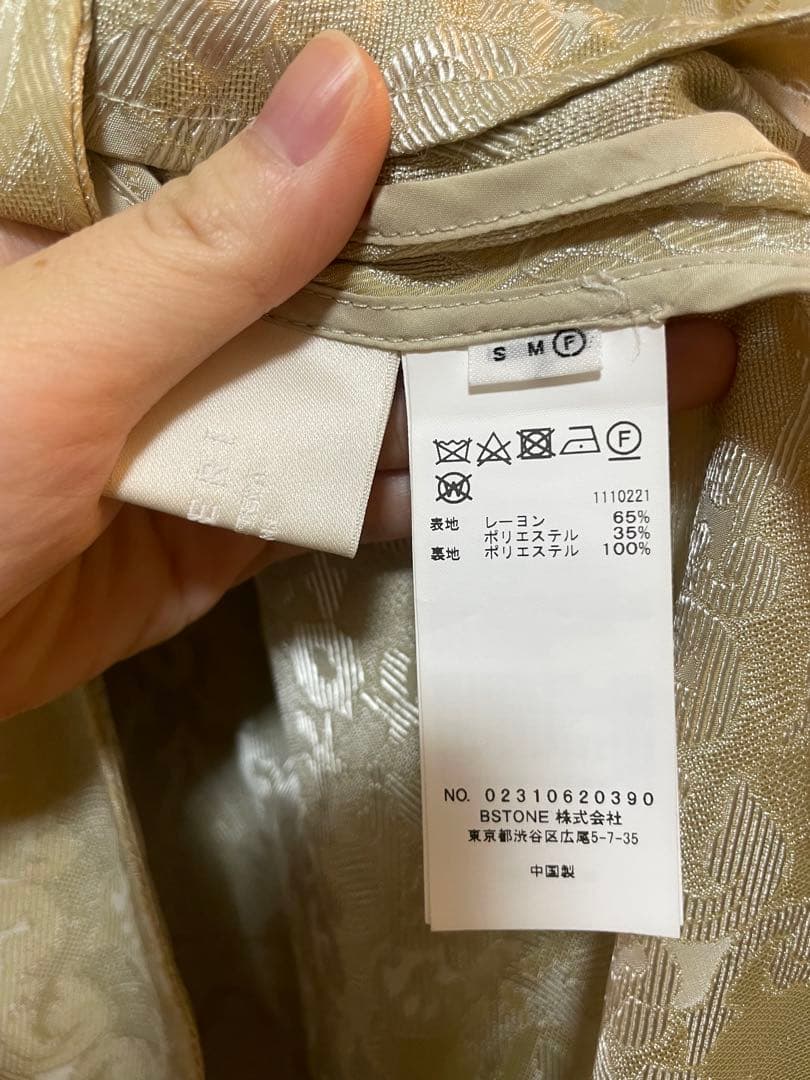 S M F
F
W
1110221
表地 レーヨン 65%
ポリエステル 35%
裏地 ポリエステル 100%
NO. 02310620390
BSTONE 株式会社
東京都渋谷区広尾5-7-35
中国製